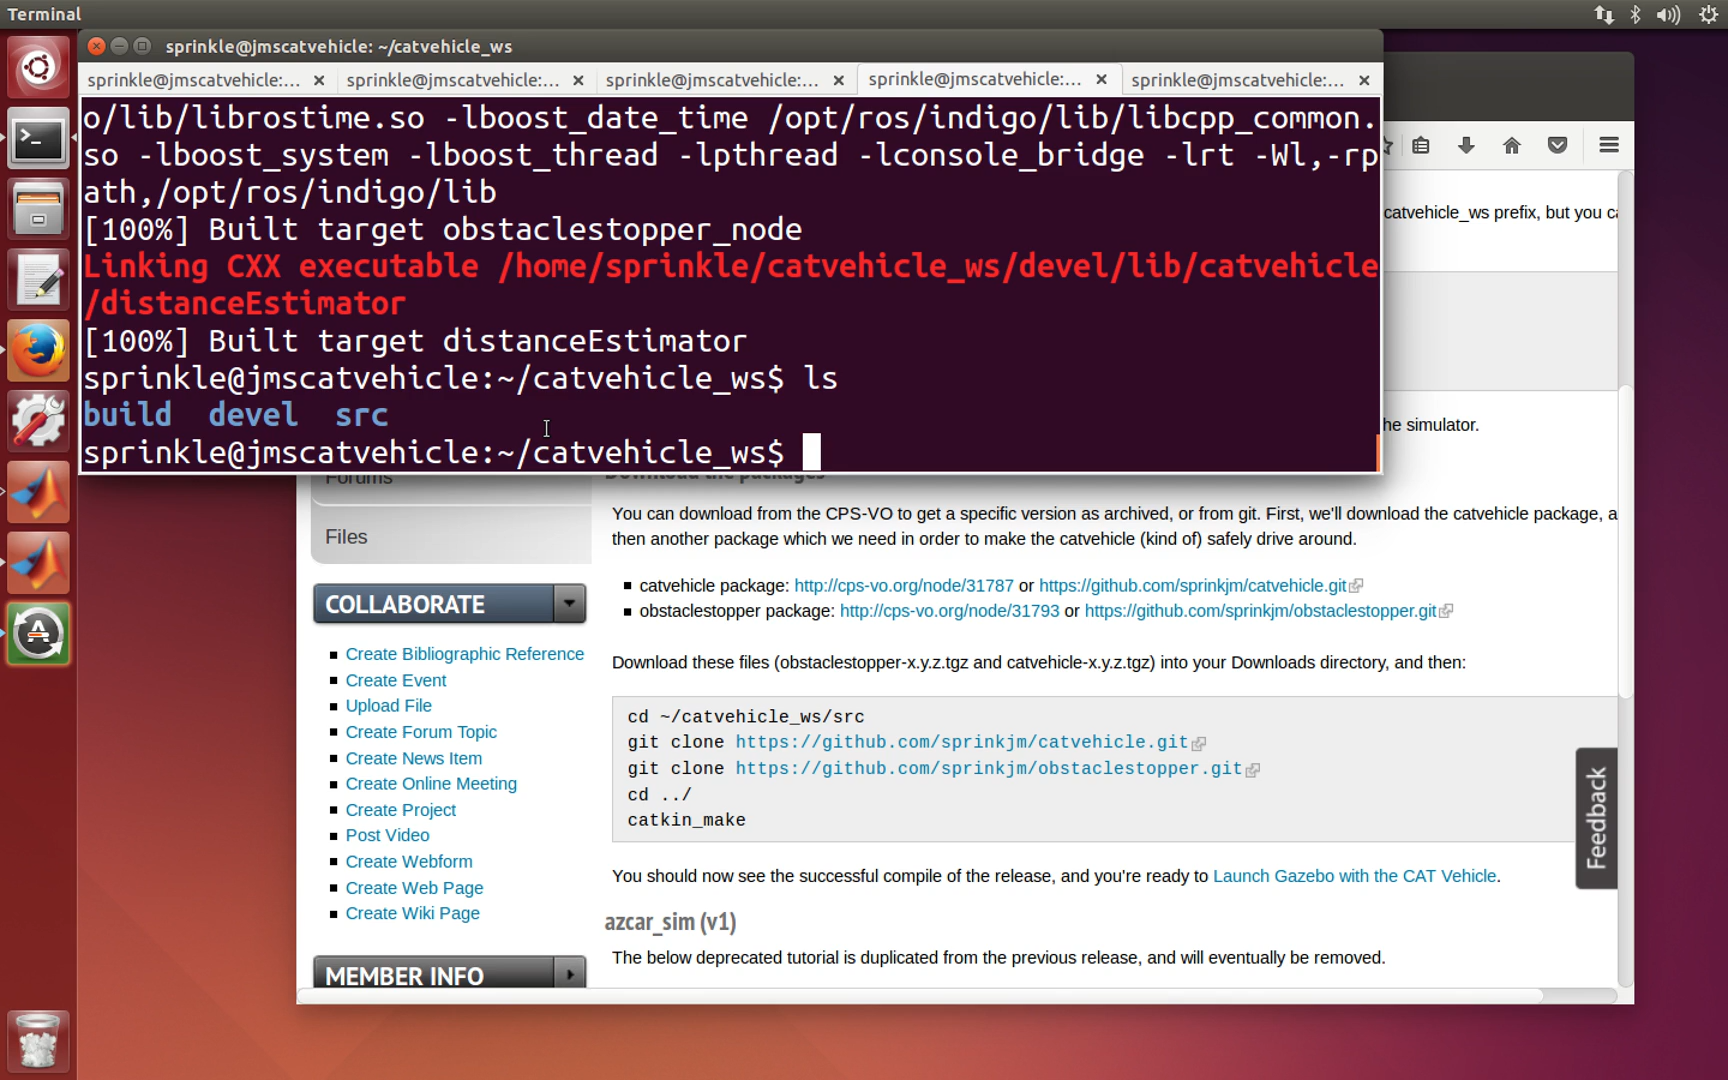 Terminal
sprinkle@jmscatvehicle: ~/catvehicle_ws
sprinkle@jmscatvehicle:... sprinkle@jmscatvehicle:... sprinkle@jmscatvehicle:... sprinkle@jmscatvehicle:... sprinkle@jmscatvehicle:...
o/lib/librostime.so -lboost_date_time /opt/ros/indigo/lib/libcpp_common.
so -lboost_system -lboost_thread -lpthread -lconsole_bridge -lrt -Wl,-rp
ath,/opt/ros/indigo/lib
[100%] Built target obstaclestopper_node
Linking CXX executable /home/sprinkle/catvehicle_ws/devel/lib/catvehicle
/distanceEstimator
[100%] Built target distanceEstimator
sprinkle@jmscatvehicle:~/catvehicle_ws$ ls
build devel src
sprinkle@jmscatvehicle:~/catvehicle_ws$
catvehicle_ws prefix, but you ca
he simulator.
Forums
Files
COLLABORATE
Create Bibliographic Reference
Create Event
Upload File
Create Forum Topic
Create News Item
Create Online Meeting
Create Project
Post Video
Create Webform
Create Web Page
Create Wiki Page
MEMBER INFO
Download the packages
You can download from the CPS-VO to get a specific version as archived, or from git. First, we'll download the catvehicle package, a
then another package which we need in order to make the catvehicle (kind of) safely drive around.
catvehicle package: http://cps-vo.org/node/31787 or https://github.com/sprinkjm/catvehicle.git
obstaclestopper package: http://cps-vo.org/node/31793 or https://github.com/sprinkjm/obstaclestopper.git
Download these files (obstaclestopper-x.y.z.tgz and catvehicle-x.y.z.tgz) into your Downloads directory, and then:
cd ~/catvehicle_ws/src
git clone https://github.com/sprinkjm/catvehicle.git
git clone https://github.com/sprinkjm/obstaclestopper.git
cd ../
catkin_make
You should now see the successful compile of the release, and you're ready to Launch Gazebo with the CAT Vehicle.
azcar_sim (v1)
The below deprecated tutorial is duplicated from the previous release, and will eventually be removed.
Feedback